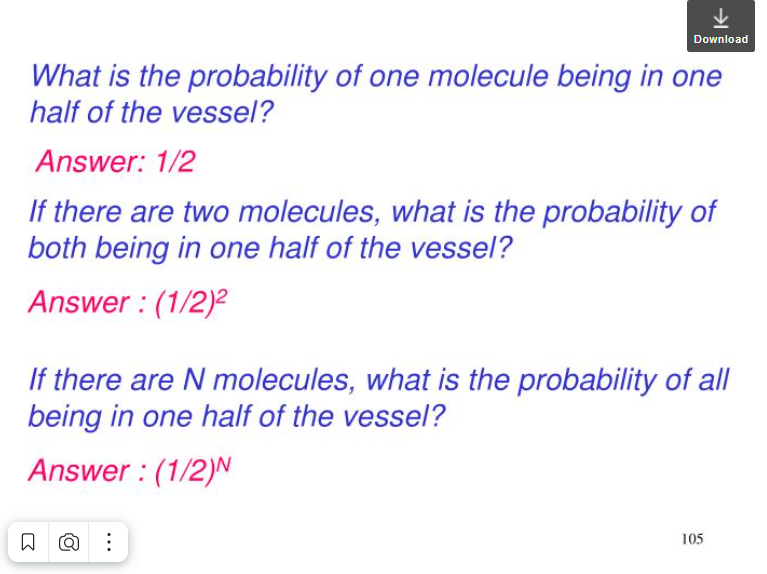 Download
What is the probability of one molecule being in one
half of the vessel?
Answer: 1/2
If there are two molecules, what is the probability of
both being in one half of the vessel?
Answer : (1/2)²
If there are N molecules, what is the probability of all
being in one half of the vessel?
Answer : (1/2)ᴺ
105